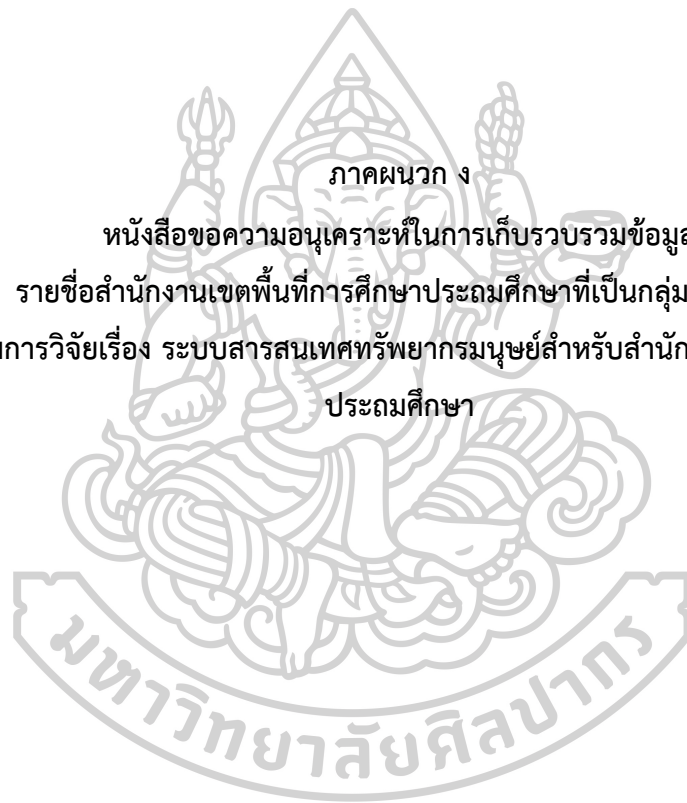 ภาคผนวก ง
หนังสือขอความอนุเคราะห์ในการเก็บรวบรวมข้อมูล
รายชื่อสำนักงานเขตพื้นที่การศึกษาประถมศึกษาที่เป็นกลุ่ม
การวิจัยเรื่อง ระบบสารสนเทศทรัพยากรมนุษย์สำหรับสำนัก
ประถมศึกษา
มหาวิทยาลัยศิลปากร